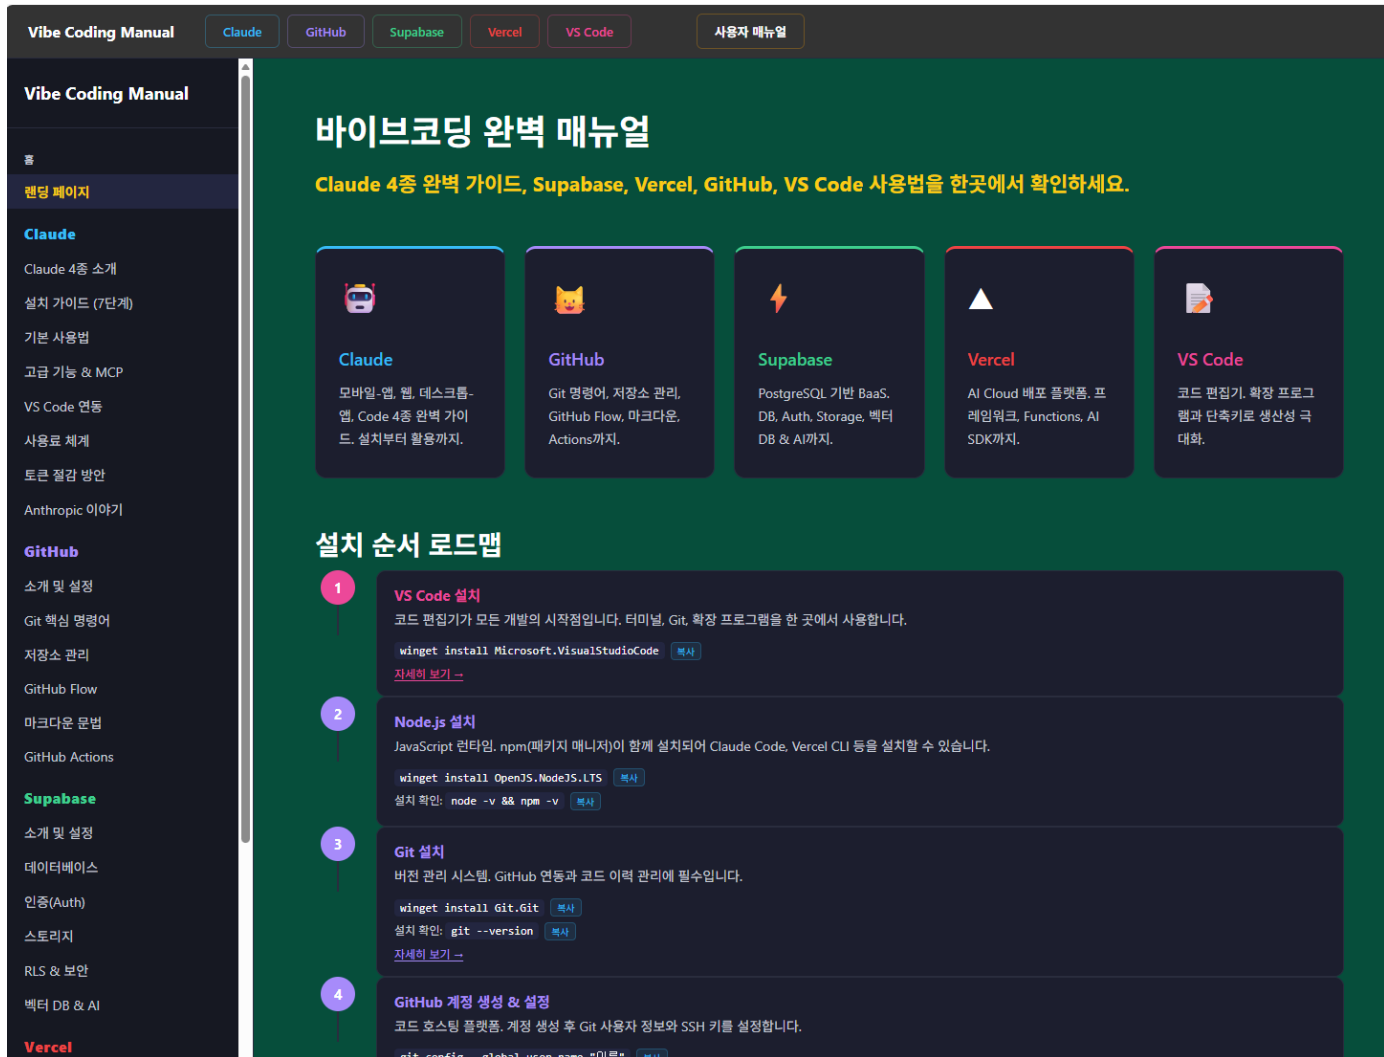 Vibe Coding Manual
Claude
GitHub
Supabase
Vercel
VS Code
사용자 매뉴얼
Vibe Coding Manual
홈
랜딩 페이지
Claude
Claude 4종 소개
설치 가이드 (7단계)
기본 사용법
고급 기능 & MCP
VS Code 연동
사용료 체계
토큰 절감 방안
Anthropic 이야기
GitHub
소개 및 설정
Git 핵심 명령어
저장소 관리
GitHub Flow
마크다운 문법
GitHub Actions
Supabase
소개 및 설정
데이터베이스
인증(Auth)
스토리지
RLS & 보안
벡터 DB & AI
Vercel
바이브코딩 완벽 매뉴얼
Claude 4종 완벽 가이드, Supabase, Vercel, GitHub, VS Code 사용법을 한곳에서 확인하세요.
Claude
모바일-앱, 웹, 데스크톱-
앱, Code 4종 완벽 가이
드. 설치부터 활용까지.
GitHub
Git 명령어, 저장소 관리,
GitHub Flow, 마크다운,
Actions까지.
Supabase
PostgreSQL 기반 BaaS.
DB, Auth, Storage, 벡터
DB & AI까지.
Vercel
AI Cloud 배포 플랫폼. 프
레임워크, Functions, AI
SDK까지.
VS Code
코드 편집기. 확장 프로그
램과 단축키로 생산성 극
대화.
설치 순서 로드맵
1
VS Code 설치
코드 편집기가 모든 개발의 시작점입니다. 터미널, Git, 확장 프로그램을 한 곳에서 사용합니다.
winget install Microsoft.VisualStudioCode 복사
자세히 보기 →
2
Node.js 설치
JavaScript 런타임. npm(패키지 매니저)이 함께 설치되어 Claude Code, Vercel CLI 등을 설치할 수 있습니다.
winget install OpenJS.NodeJS.LTS 복사
설치 확인: node -v && npm -v 복사
3
Git 설치
버전 관리 시스템. GitHub 연동과 코드 이력 관리에 필수입니다.
winget install Git.Git 복사
설치 확인: git --version 복사
자세히 보기 →
4
GitHub 계정 생성 & 설정
코드 호스팅 플랫폼. 계정 생성 후 Git 사용자 정보와 SSH 키를 설정합니다.
git config --global user.name "이름" 복사